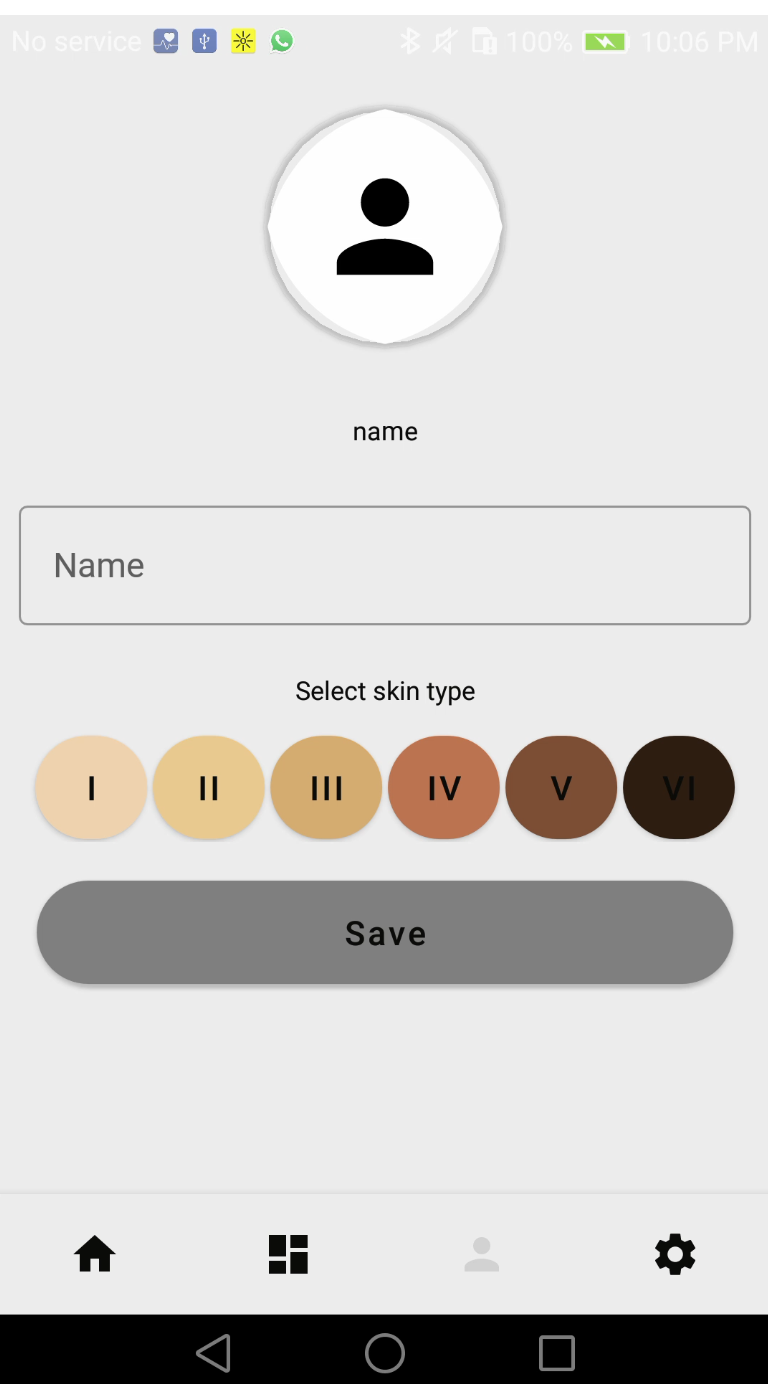 No service 100% 10:06 PM
name
Name
Select skin type
I II III IV V VI
Save